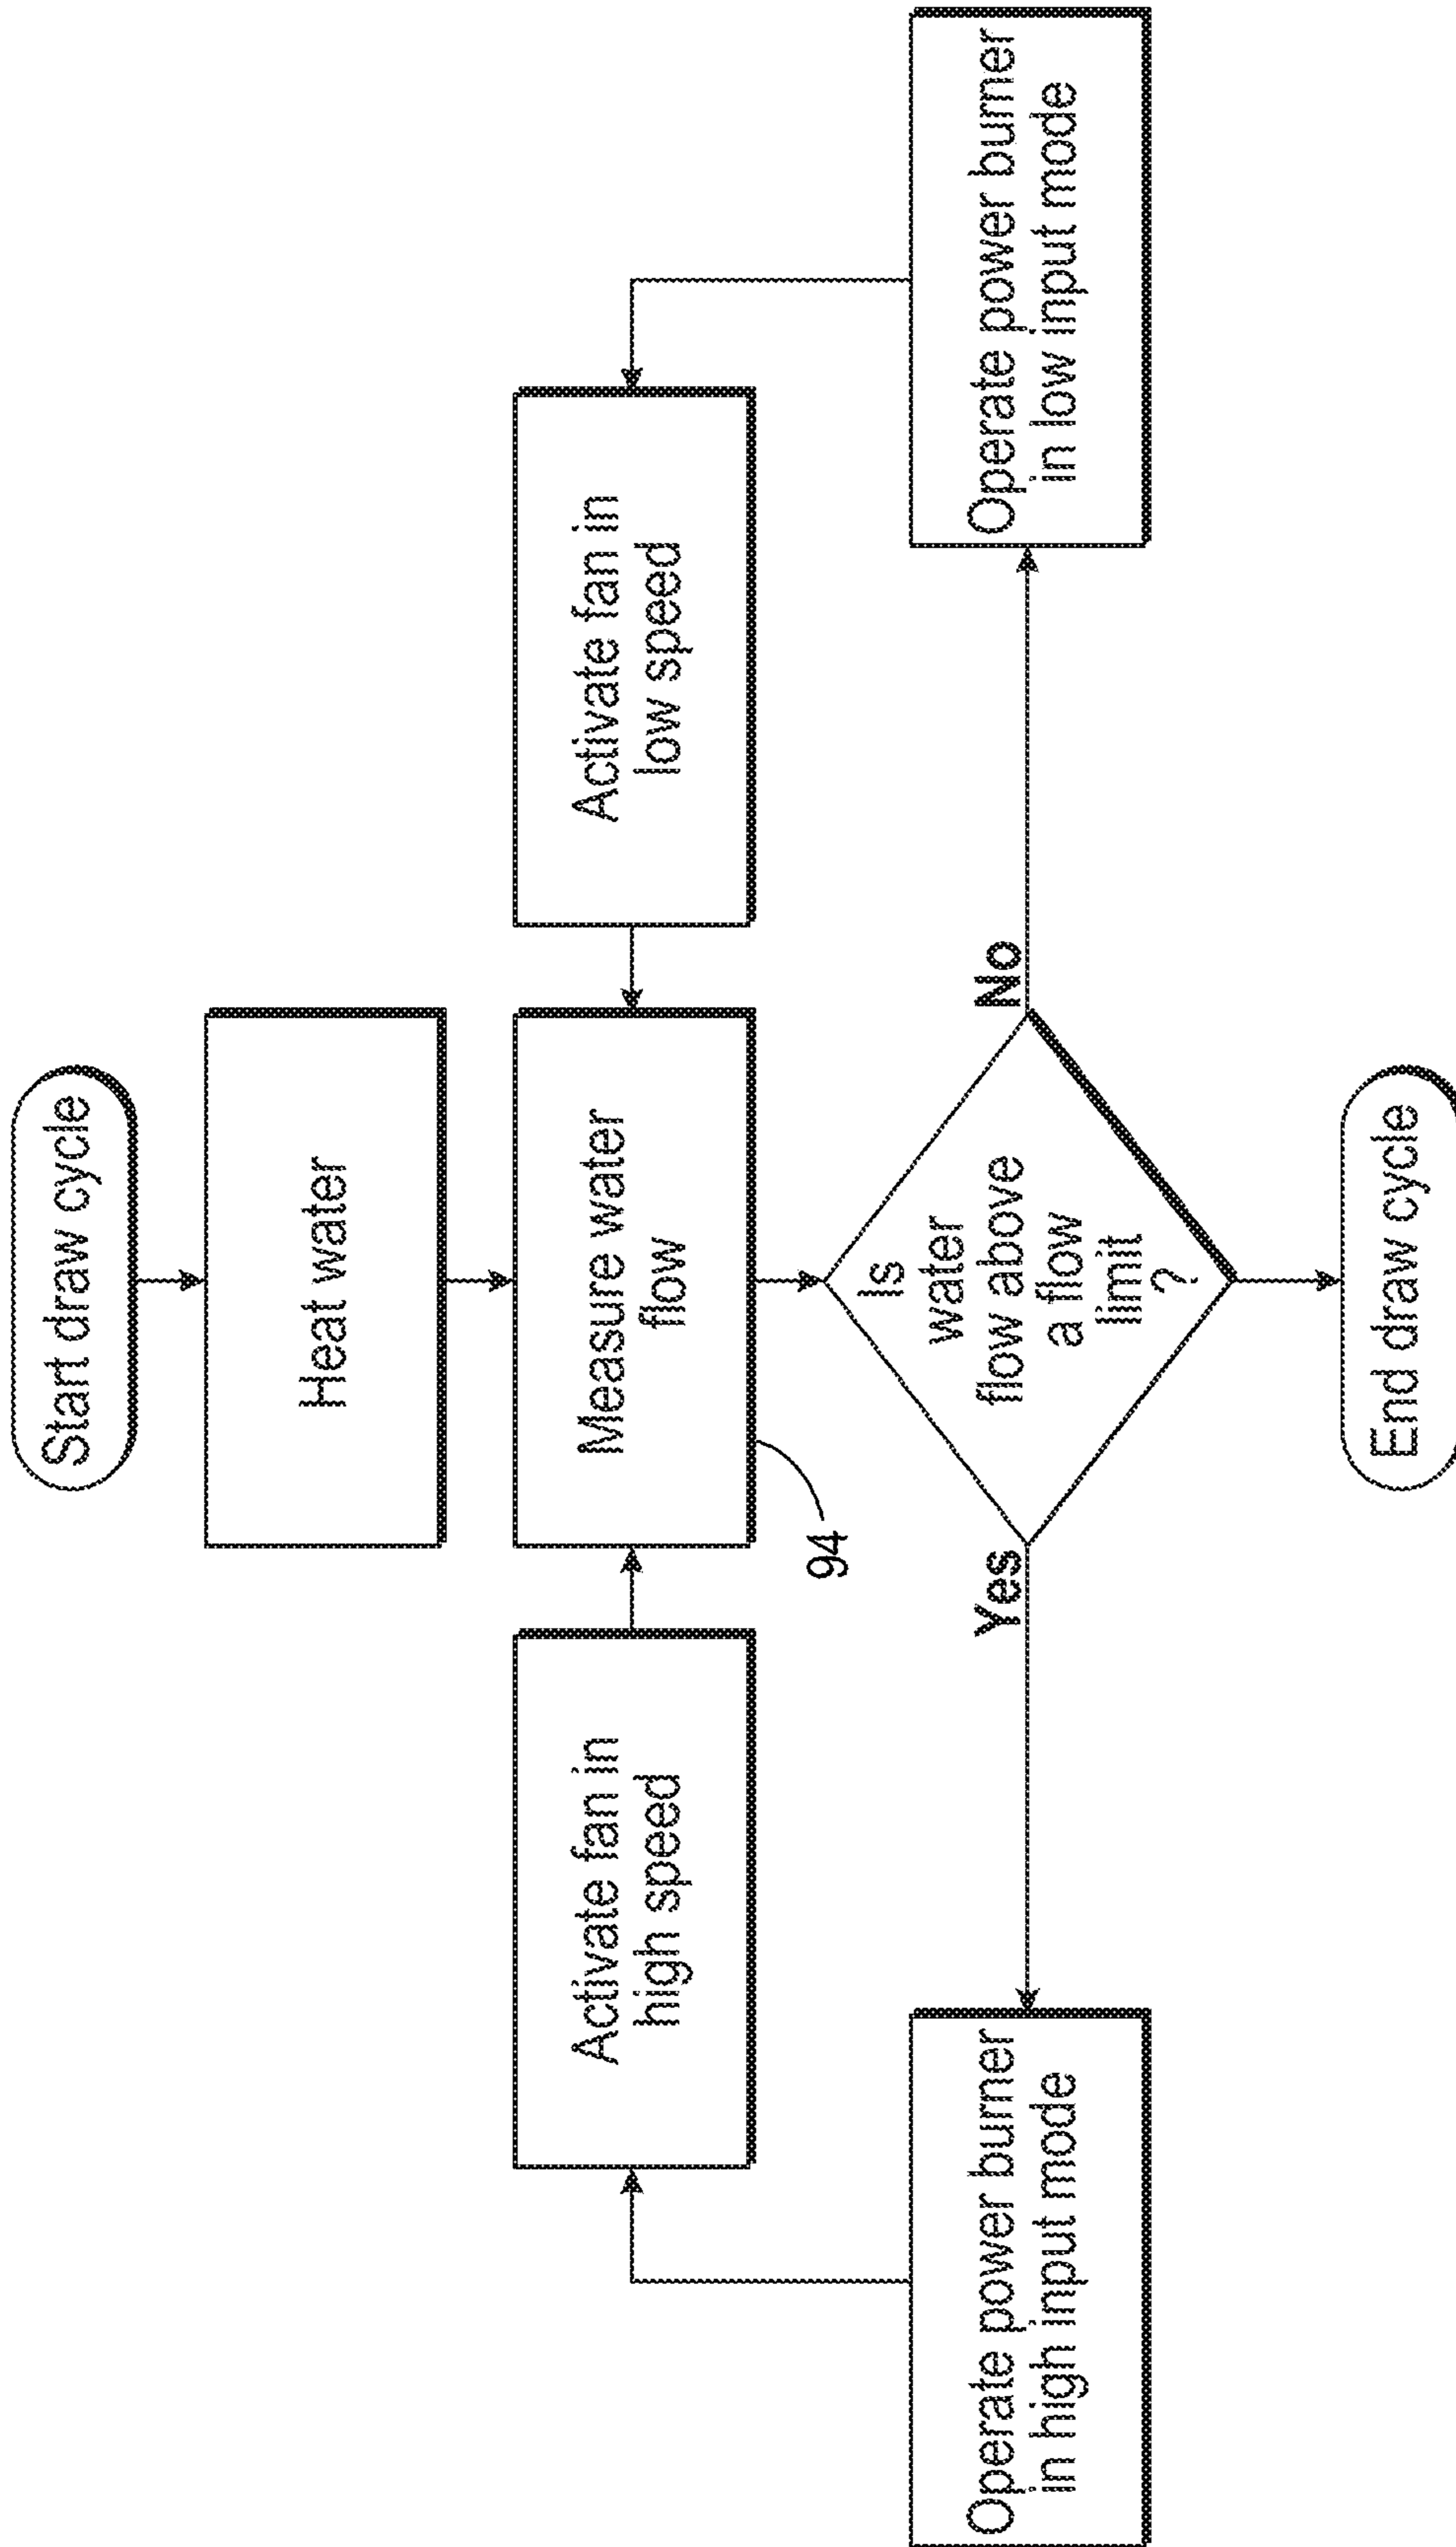 Start draw cycle
Heat water
Activate fan in
high speed
Measure water
flow
94
Activate fan in
low speed
Is
water
flow above
a flow
limit
?
Yes
No
Operate power burner
in high input mode
Operate power burner
in low input mode
End draw cycle